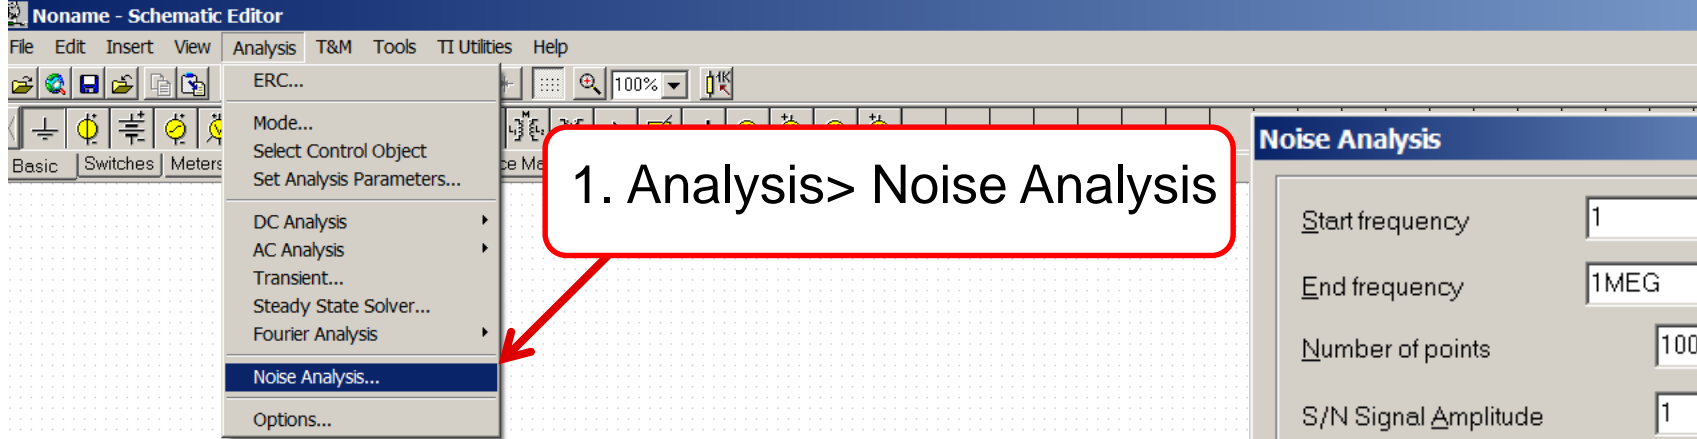 Noname - Schematic Editor
File Edit Insert View Analysis T&M Tools TI Utilities Help
100%
1K
Basic Switches Meters
ERC...
Mode...
Select Control Object
Set Analysis Parameters...
DC Analysis
AC Analysis
Transient...
Steady State Solver...
Fourier Analysis
Noise Analysis...
Options...
1. Analysis> Noise Analysis
Noise Analysis
Start frequency 1
End frequency 1MEG
Number of points 100
S/N Signal Amplitude 1